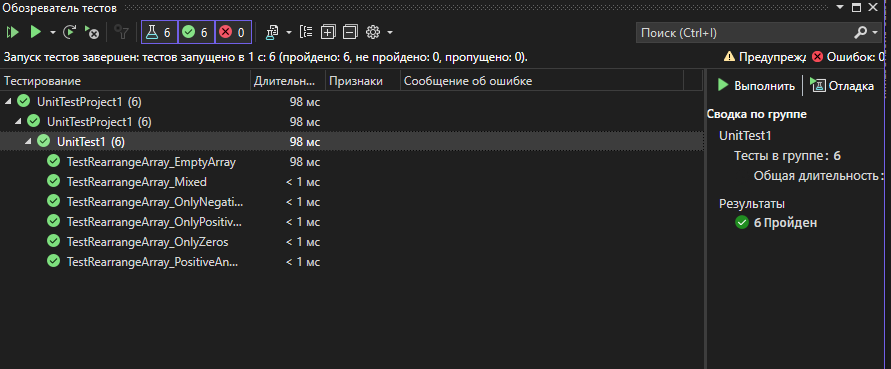 Обозреватель тестов
6 6 0
Поиск (Ctrl+I)
Запуск тестов завершен: тестов запущено в 1 с: 6 (пройдено: 6, не пройдено: 0, пропущено: 0).
Предупрежд Ошибок: 0
Тестирование Длительн... Признаки Сообщение об ошибке
Выполнить Отладка
UnitTestProject1 (6) 98 мс
UnitTestProject1 (6) 98 мс
UnitTest1 (6) 98 мс
TestRearrangeArray_EmptyArray 98 мс
TestRearrangeArray_Mixed < 1 мс
TestRearrangeArray_OnlyNegati... < 1 мс
TestRearrangeArray_OnlyPositiv... < 1 мс
TestRearrangeArray_OnlyZeros < 1 мс
TestRearrangeArray_PositiveAn... < 1 мс
Сводка по группе
UnitTest1
Тесты в группе: 6
Общая длительность:
Результаты
6 Пройден